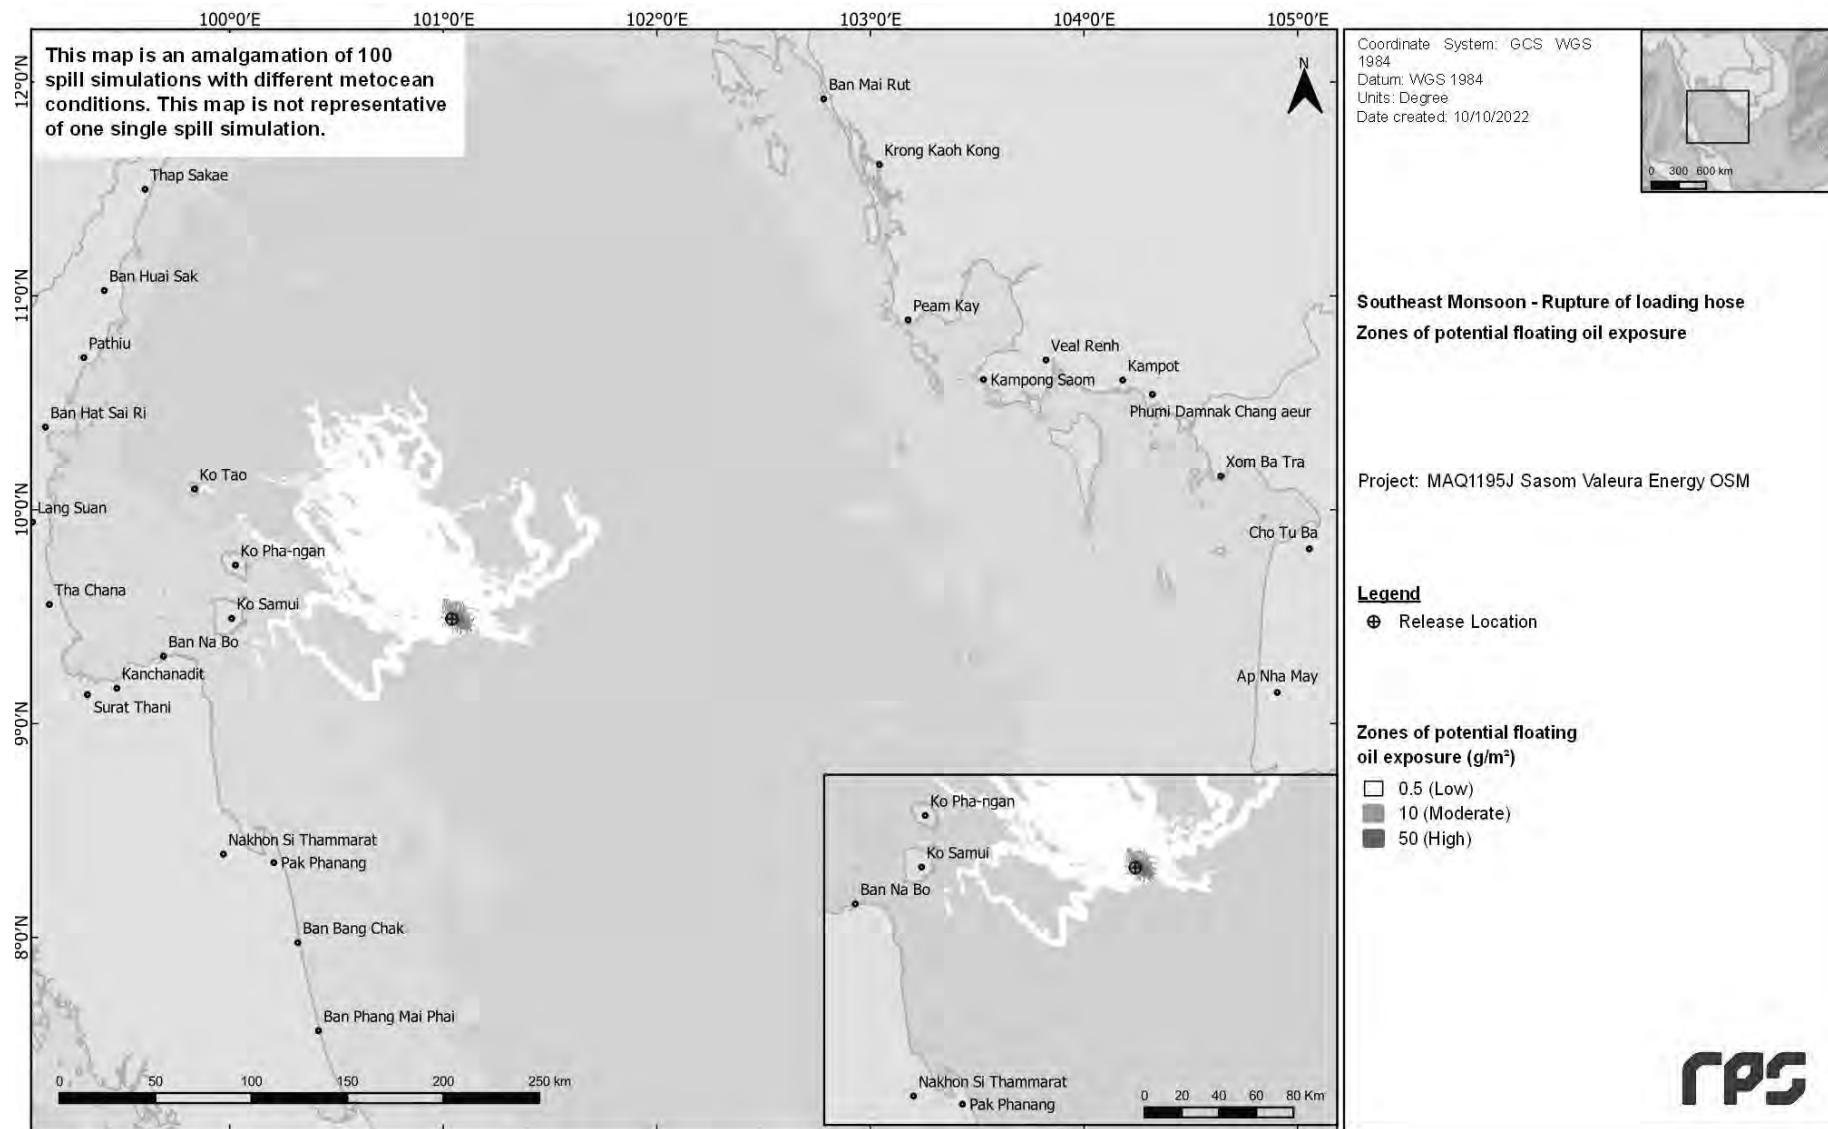 100°0'E 101°0'E 102°0'E 103°0'E 104°0'E 105°0'E
This map is an amalgamation of 100
spill simulations with different metocean
conditions. This map is not representative
of one single spill simulation.
12°0'N
11°0'N
10°0'N
9°0'N
8°0'N
N
Ban Mai Rut
Krong Kaoh Kong
Thap Sakae
Ban Huai Sak
Peam Kay
Pathiu
Veal Renh
Kampot
Kampong Saom
Ban Hat Sai Ri
Phumi Damnak Chang aeur
Ko Tao
Xom Ba Tra
Lang Suan
Cho Tu Ba
Ko Pha-ngan
Tha Chana
Ko Samui
Ban Na Bo
Kanchanadit
Ap Nha May
Surat Thani
Nakhon Si Thammarat
Pak Phanang
Ban Bang Chak
Ban Phang Mai Phai
0 50 100 150 200 250 km
Ko Pha-ngan
Ko Samui
Ban Na Bo
Nakhon Si Thammarat
Pak Phanang
0 20 40 60 80 Km
Coordinate System: GCS WGS
1984
Datum: WGS 1984
Units: Degree
Date created: 10/10/2022
0 300 600 km
Southeast Monsoon - Rupture of loading hose
Zones of potential floating oil exposure
Project: MAQ1195J Sasom Valeura Energy OSM
Legend
Release Location
Zones of potential floating
oil exposure (g/m²)
0.5 (Low)
10 (Moderate)
50 (High)
rps